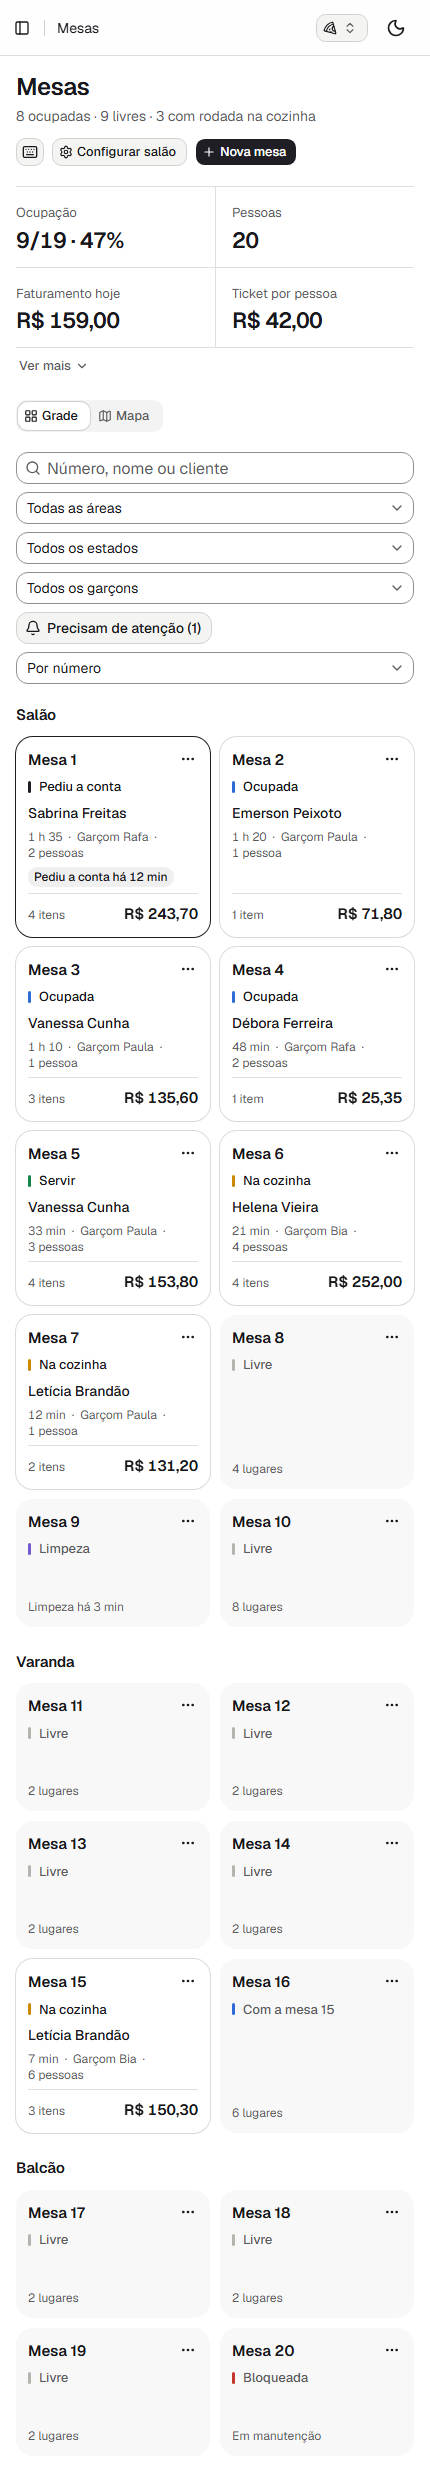 Mesas
Mesas
8 ocupadas · 9 livres · 3 com rodada na cozinha
Configurar salão
Nova mesa
Ocupação
9/19 · 47%
Pessoas
20
Faturamento hoje
R$ 159,00
Ticket por pessoa
R$ 42,00
Ver mais
Grade
Mapa
Número, nome ou cliente
Todas as áreas
Todos os estados
Todos os garçons
Precisam de atenção (1)
Por número
Salão
Mesa 1
Pediu a conta
Sabrina Freitas
1 h 35 · Garçom Rafa ·
2 pessoas
Pediu a conta há 12 min
4 itens
R$ 243,70
Mesa 2
Ocupada
Emerson Peixoto
1 h 20 · Garçom Paula ·
1 pessoa
1 item
R$ 71,80
Mesa 3
Ocupada
Vanessa Cunha
1 h 10 · Garçom Paula ·
1 pessoa
3 itens
R$ 135,60
Mesa 4
Ocupada
Débora Ferreira
48 min · Garçom Rafa ·
2 pessoas
1 item
R$ 25,35
Mesa 5
Servir
Vanessa Cunha
33 min · Garçom Paula ·
3 pessoas
4 itens
R$ 153,80
Mesa 6
Na cozinha
Helena Vieira
21 min · Garçom Bia ·
4 pessoas
4 itens
R$ 252,00
Mesa 7
Na cozinha
Letícia Brandão
12 min · Garçom Paula ·
1 pessoa
2 itens
R$ 131,20
Mesa 8
Livre
4 lugares
Mesa 9
Limpeza
Limpeza há 3 min
Mesa 10
Livre
8 lugares
Varanda
Mesa 11
Livre
2 lugares
Mesa 12
Livre
2 lugares
Mesa 13
Livre
2 lugares
Mesa 14
Livre
2 lugares
Mesa 15
Na cozinha
Letícia Brandão
7 min · Garçom Bia ·
6 pessoas
3 itens
R$ 150,30
Mesa 16
Com a mesa 15
6 lugares
Balcão
Mesa 17
Livre
2 lugares
Mesa 18
Livre
2 lugares
Mesa 19
Livre
2 lugares
Mesa 20
Bloqueada
Em manutenção